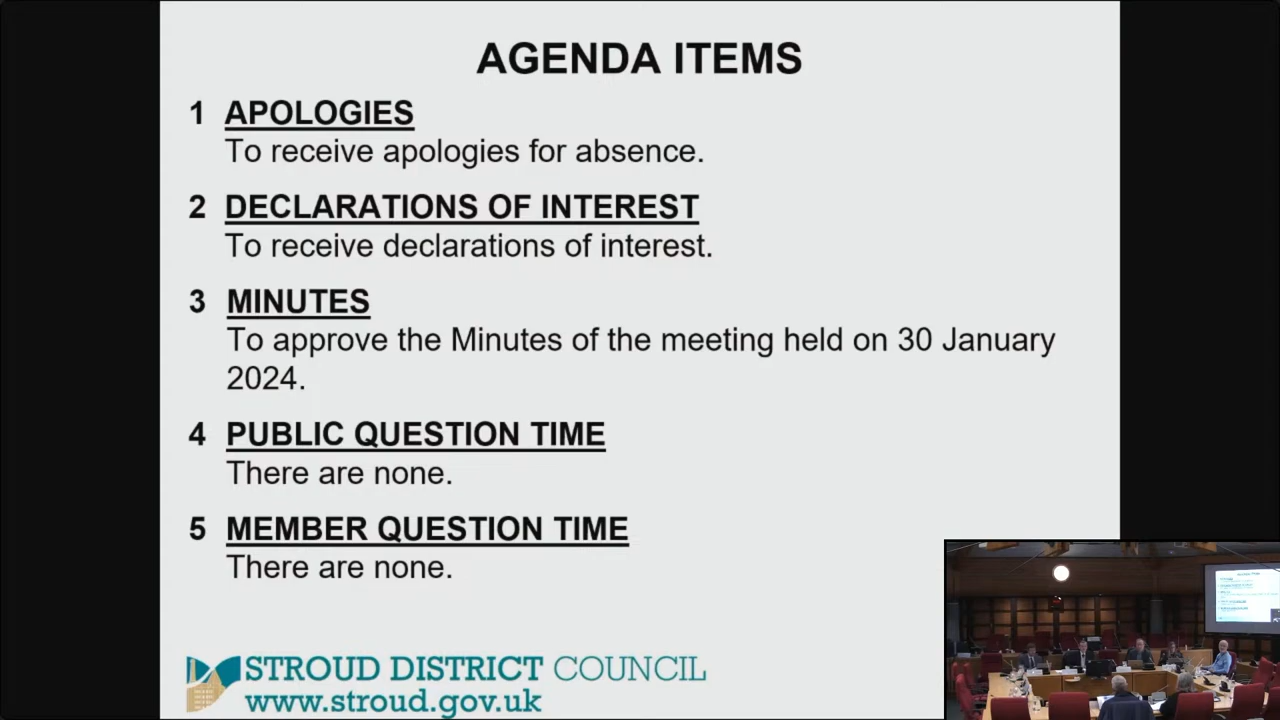 AGENDA ITEMS
1 APOLOGIES
To receive apologies for absence.
2 DECLARATIONS OF INTEREST
To receive declarations of interest.
3 MINUTES
To approve the Minutes of the meeting held on 30 January
2024.
4 PUBLIC QUESTION TIME
There are none.
5 MEMBER QUESTION TIME
There are none.
STROUD DISTRICT COUNCIL
www.stroud.gov.uk